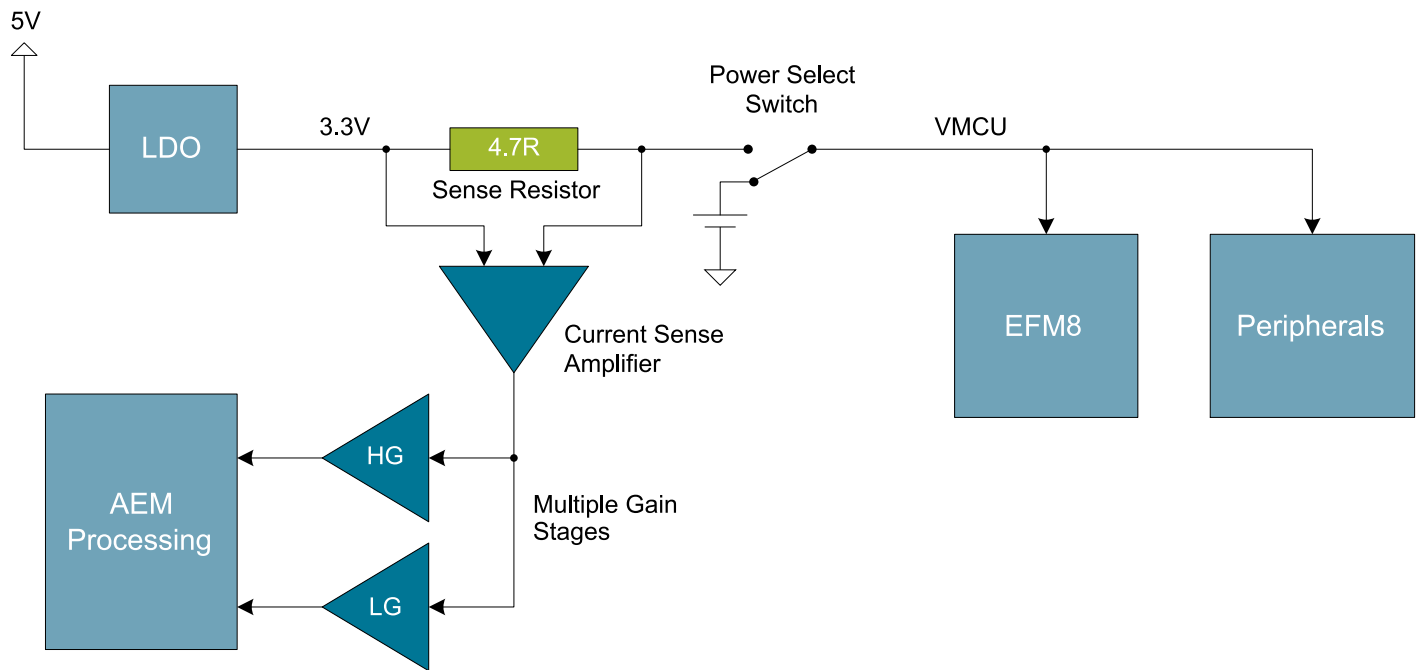 5V
LDO
3.3V
4.7R
Sense Resistor
Power Select
Switch
VMCU
EFM8
Peripherals
Current Sense
Amplifier
AEM
Processing
HG
LG
Multiple Gain
Stages